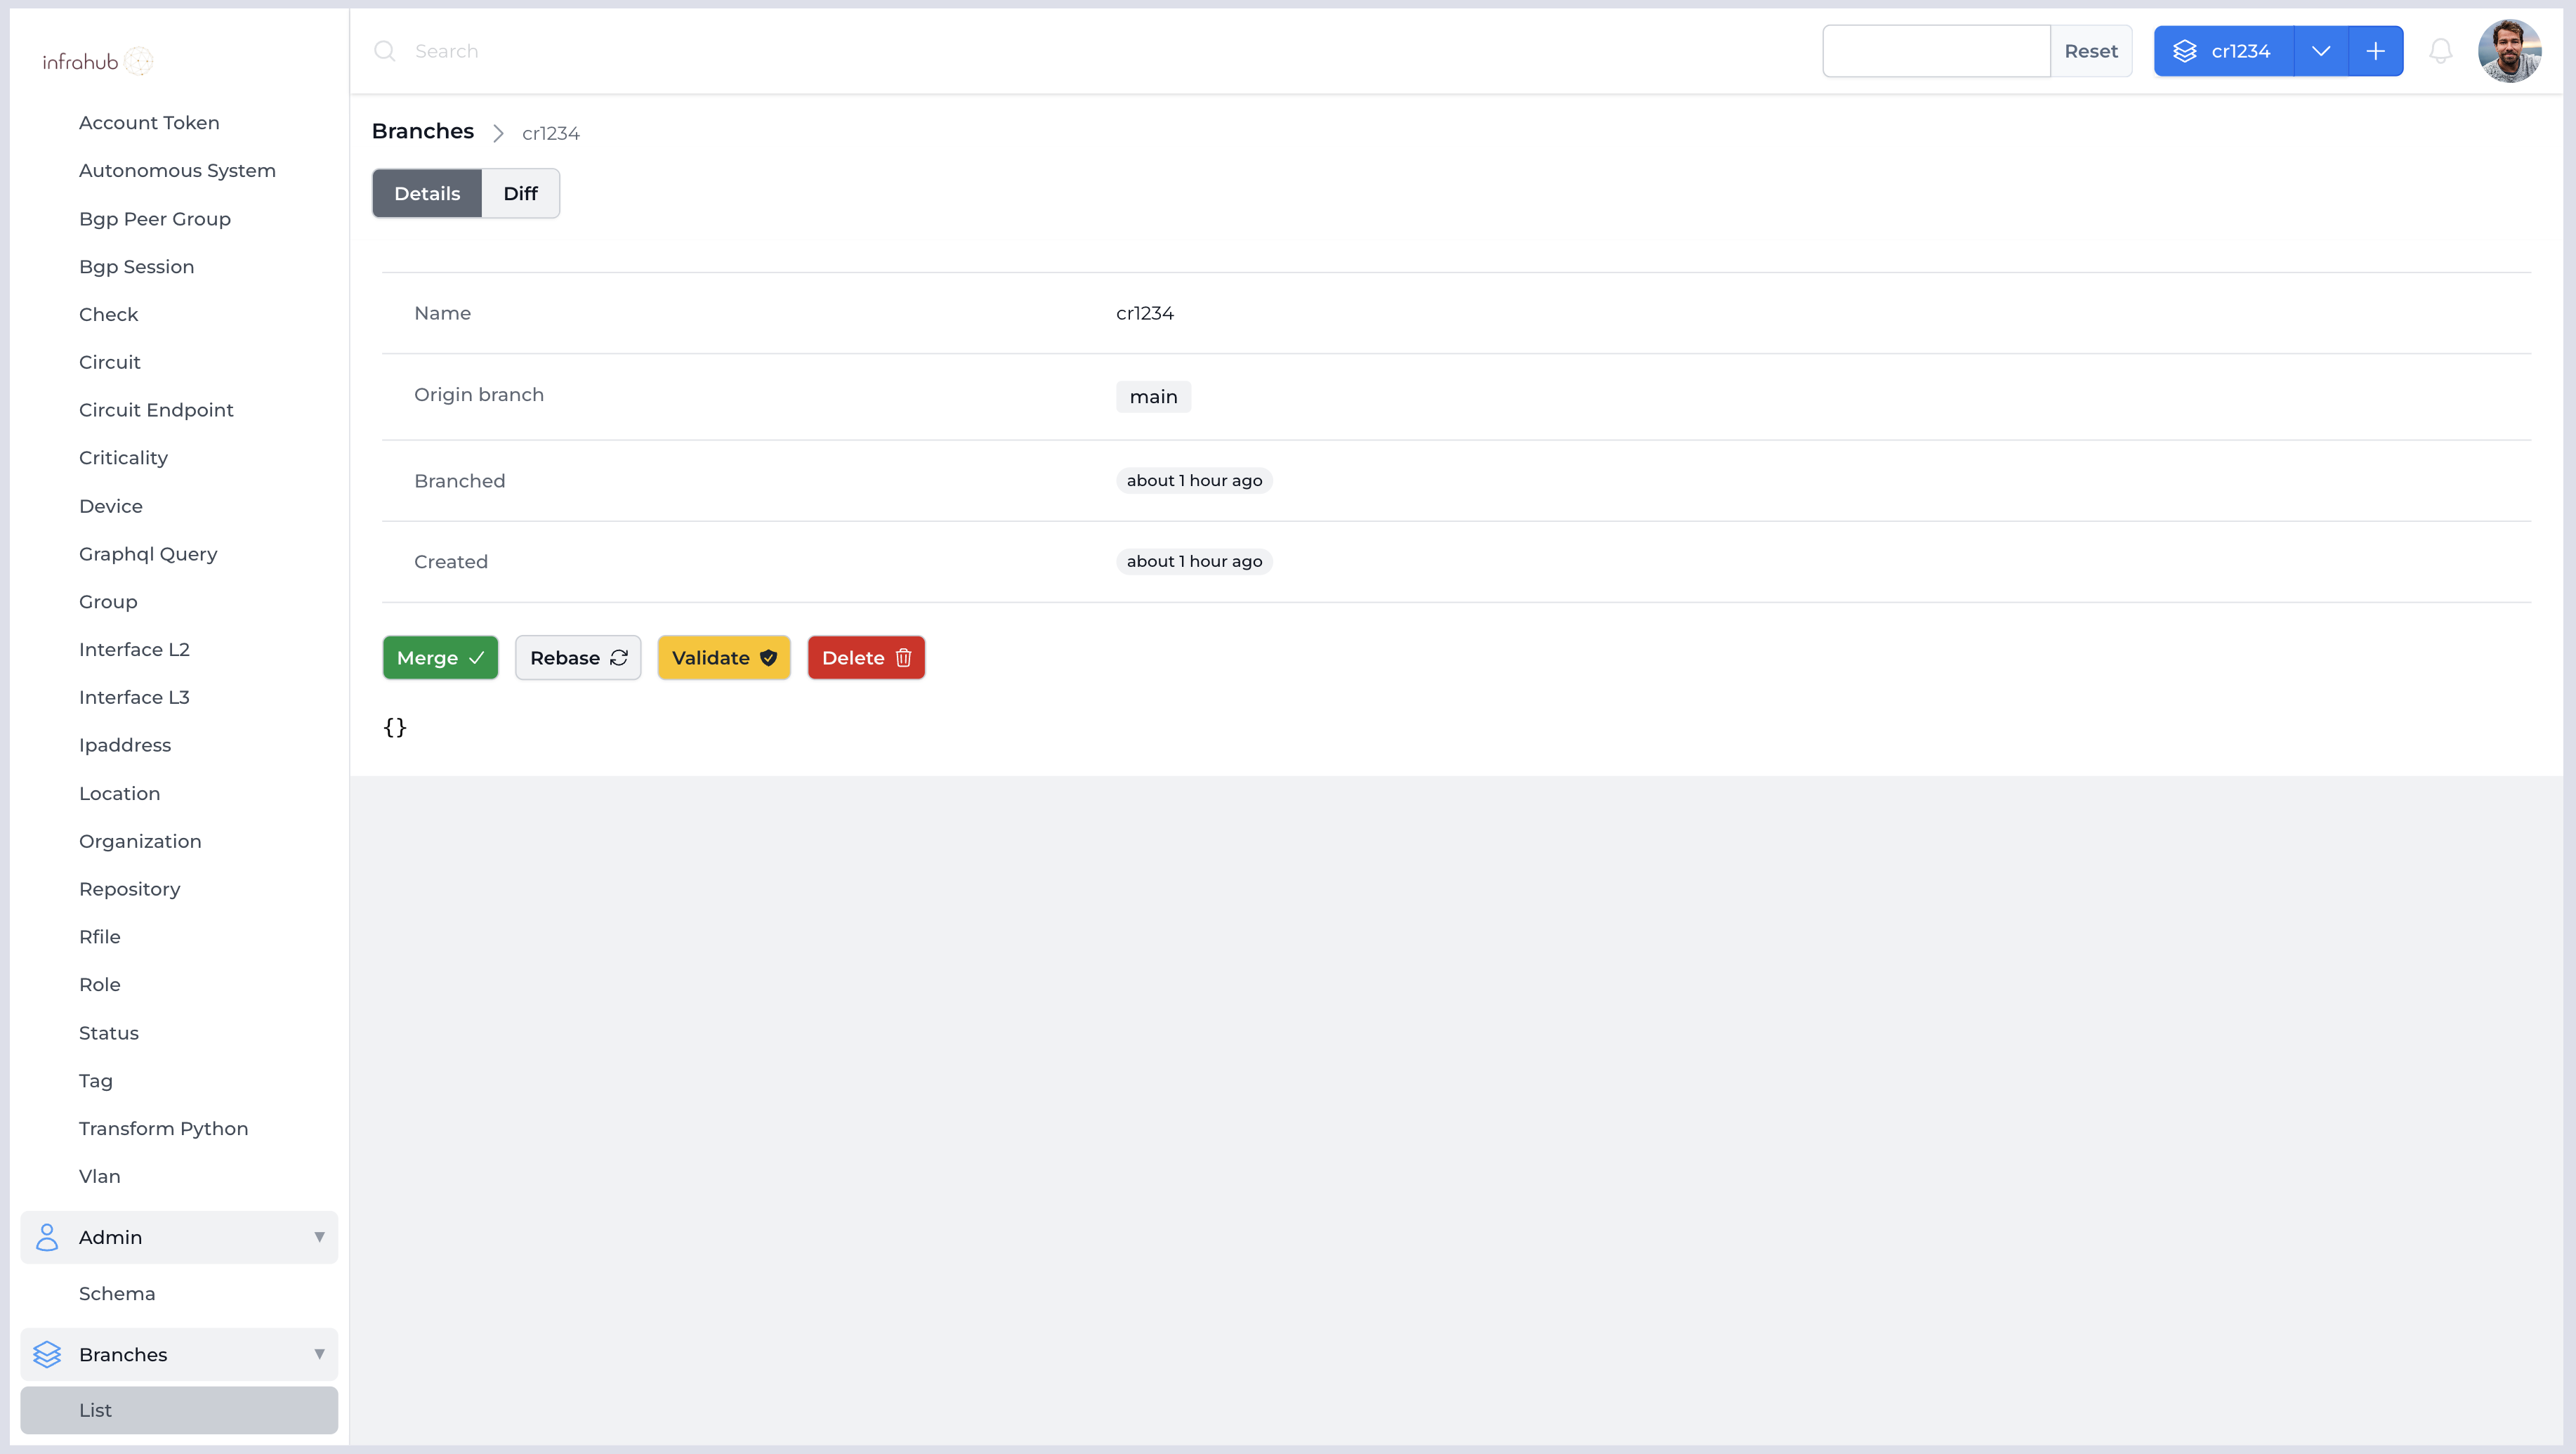 infrahub
Account Token
Autonomous System
Bgp Peer Group
Bgp Session
Check
Circuit
Circuit Endpoint
Criticality
Device
Graphql Query
Group
Interface L2
Interface L3
Ipaddress
Location
Organization
Repository
Rfile
Role
Status
Tag
Transform Python
Vlan
Admin
Schema
Branches
List
Search
Reset
cr1234
Branches cr1234
Details Diff
Name cr1234
Origin branch main
Branched about 1 hour ago
Created about 1 hour ago
Merge Rebase Validate Delete
{}